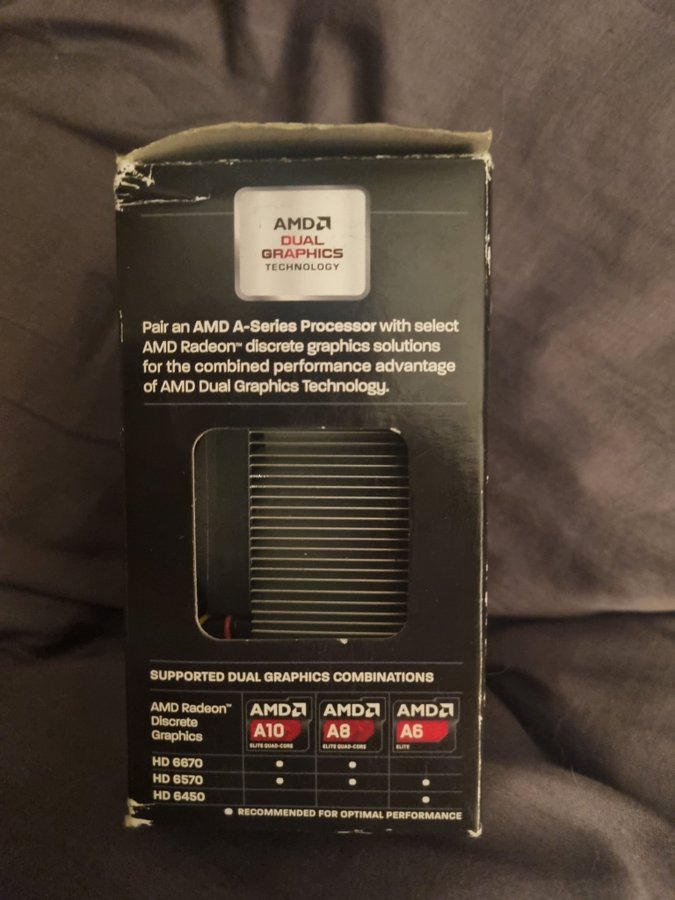 AMD
DUAL
GRAPHICS
TECHNOLOGY
Pair an AMD A-Series Processor with select
AMD Radeon™ discrete graphics solutions
for the combined performance advantage
of AMD Dual Graphics Technology.
SUPPORTED DUAL GRAPHICS COMBINATIONS
AMD Radeon™
Discrete
Graphics
AMD
A10
ELITE QUAD-CORE
AMD
A8
ELITE QUAD-CORE
AMD
A6
ELITE
HD 6670 ● ●
HD 6570 ● ● ●
HD 6450 ●
● RECOMMENDED FOR OPTIMAL PERFORMANCE